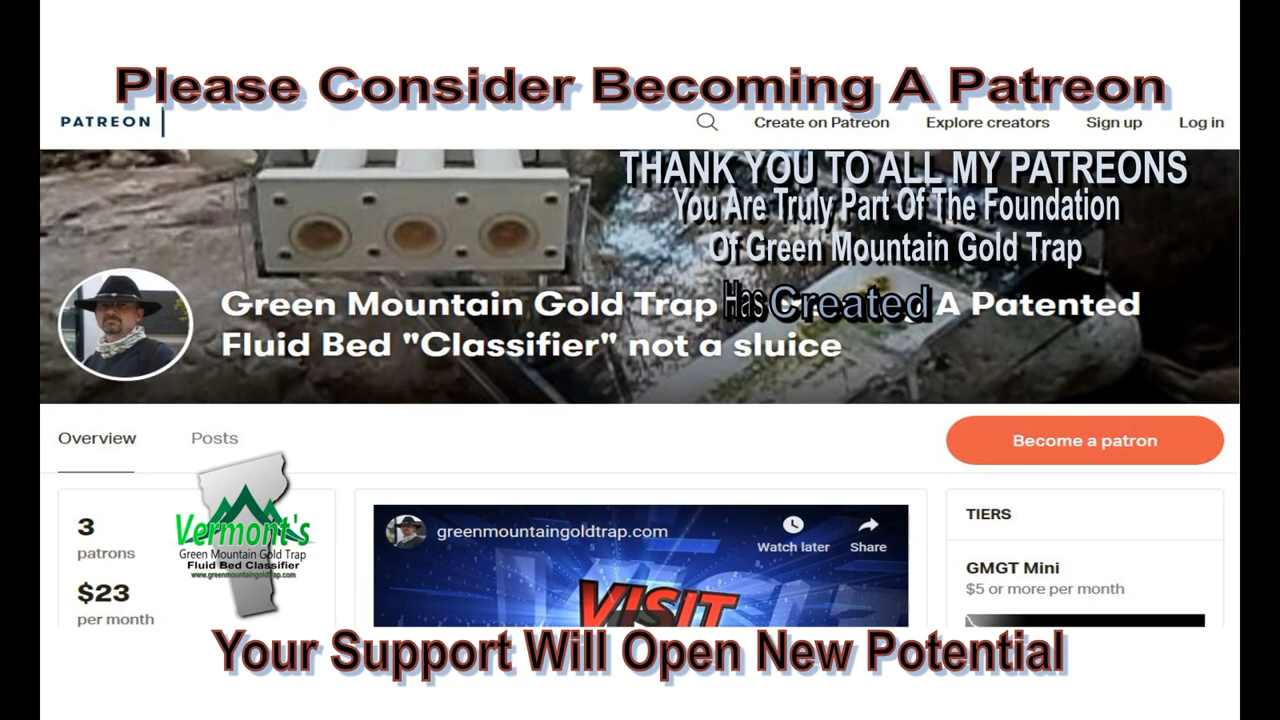 Please Consider Becoming A Patreon
PATREON
Create on Patreon
Explore creators
Sign up
Log in
THANK YOU TO ALL MY PATREONS
You Are Truly Part Of The Foundation
Of Green Mountain Gold Trap
Green Mountain Gold Trap Has Created A Patented
Fluid Bed "Classifier" not a sluice
Overview
Posts
Become a patron
3
patrons
$23
per month
Vermont's
Green Mountain Gold Trap
Fluid Bed Classifier
www.greenmountaingoldtrap.com
greenmountaingoldtrap.com
Watch later
Share
VISIT
TIERS
GMGT Mini
$5 or more per month
Your Support Will Open New Potential